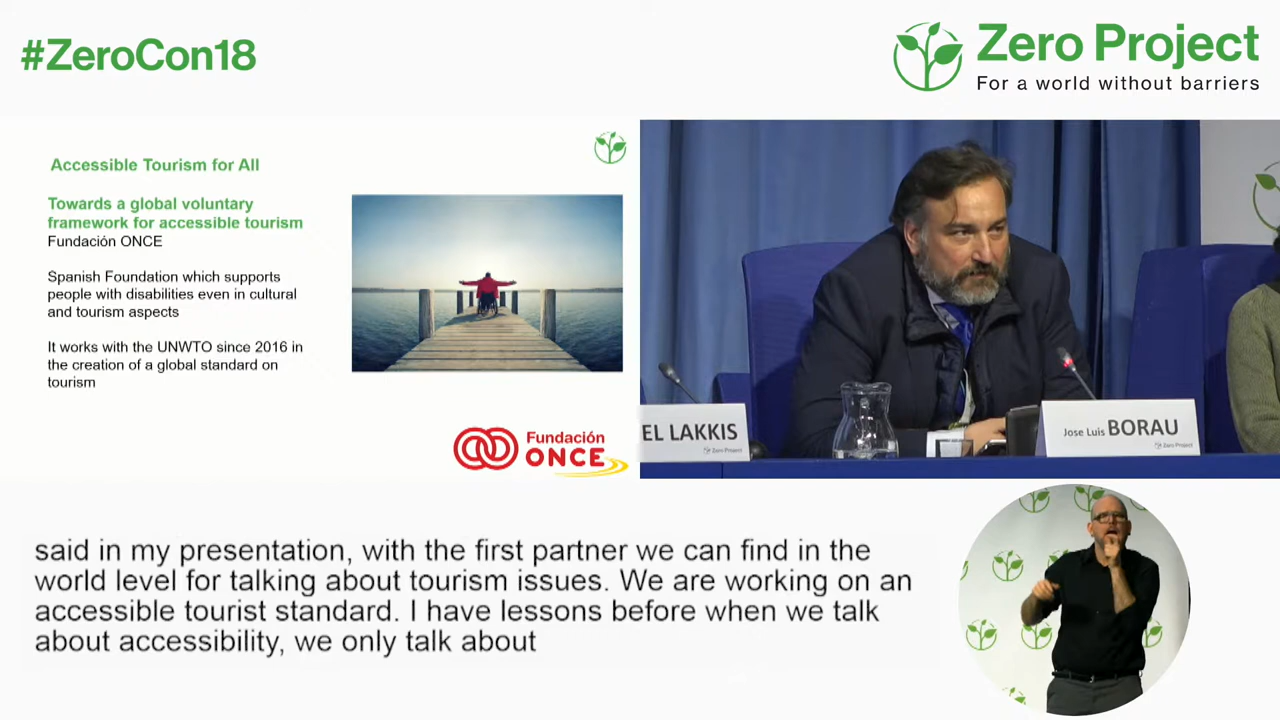 #ZeroCon18
Zero Project
For a world without barriers
Accessible Tourism for All
Towards a global voluntary
framework for accessible tourism
Fundación ONCE
Spanish Foundation which supports
people with disabilities even in cultural
and tourism aspects
It works with the UNWTO since 2016 in
the creation of a global standard on
tourism
Fundación
ONCE
EL LAKKIS
Zero Project
Jose Luis BORAU
Zero Project
said in my presentation, with the first partner we can find in the
world level for talking about tourism issues. We are working on an
accessible tourist standard. I have lessons before when we talk
about accessibility, we only talk about